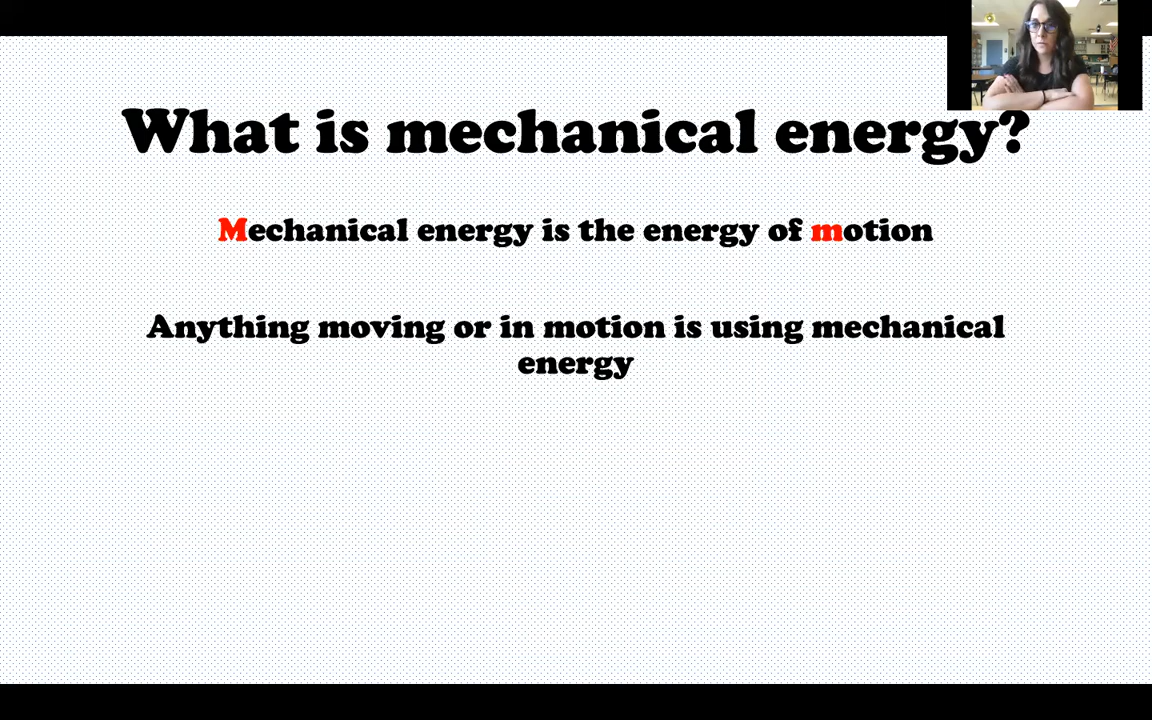 What is mechanical energy?
Mechanical energy is the energy of motion
Anything moving or in motion is using mechanical
energy